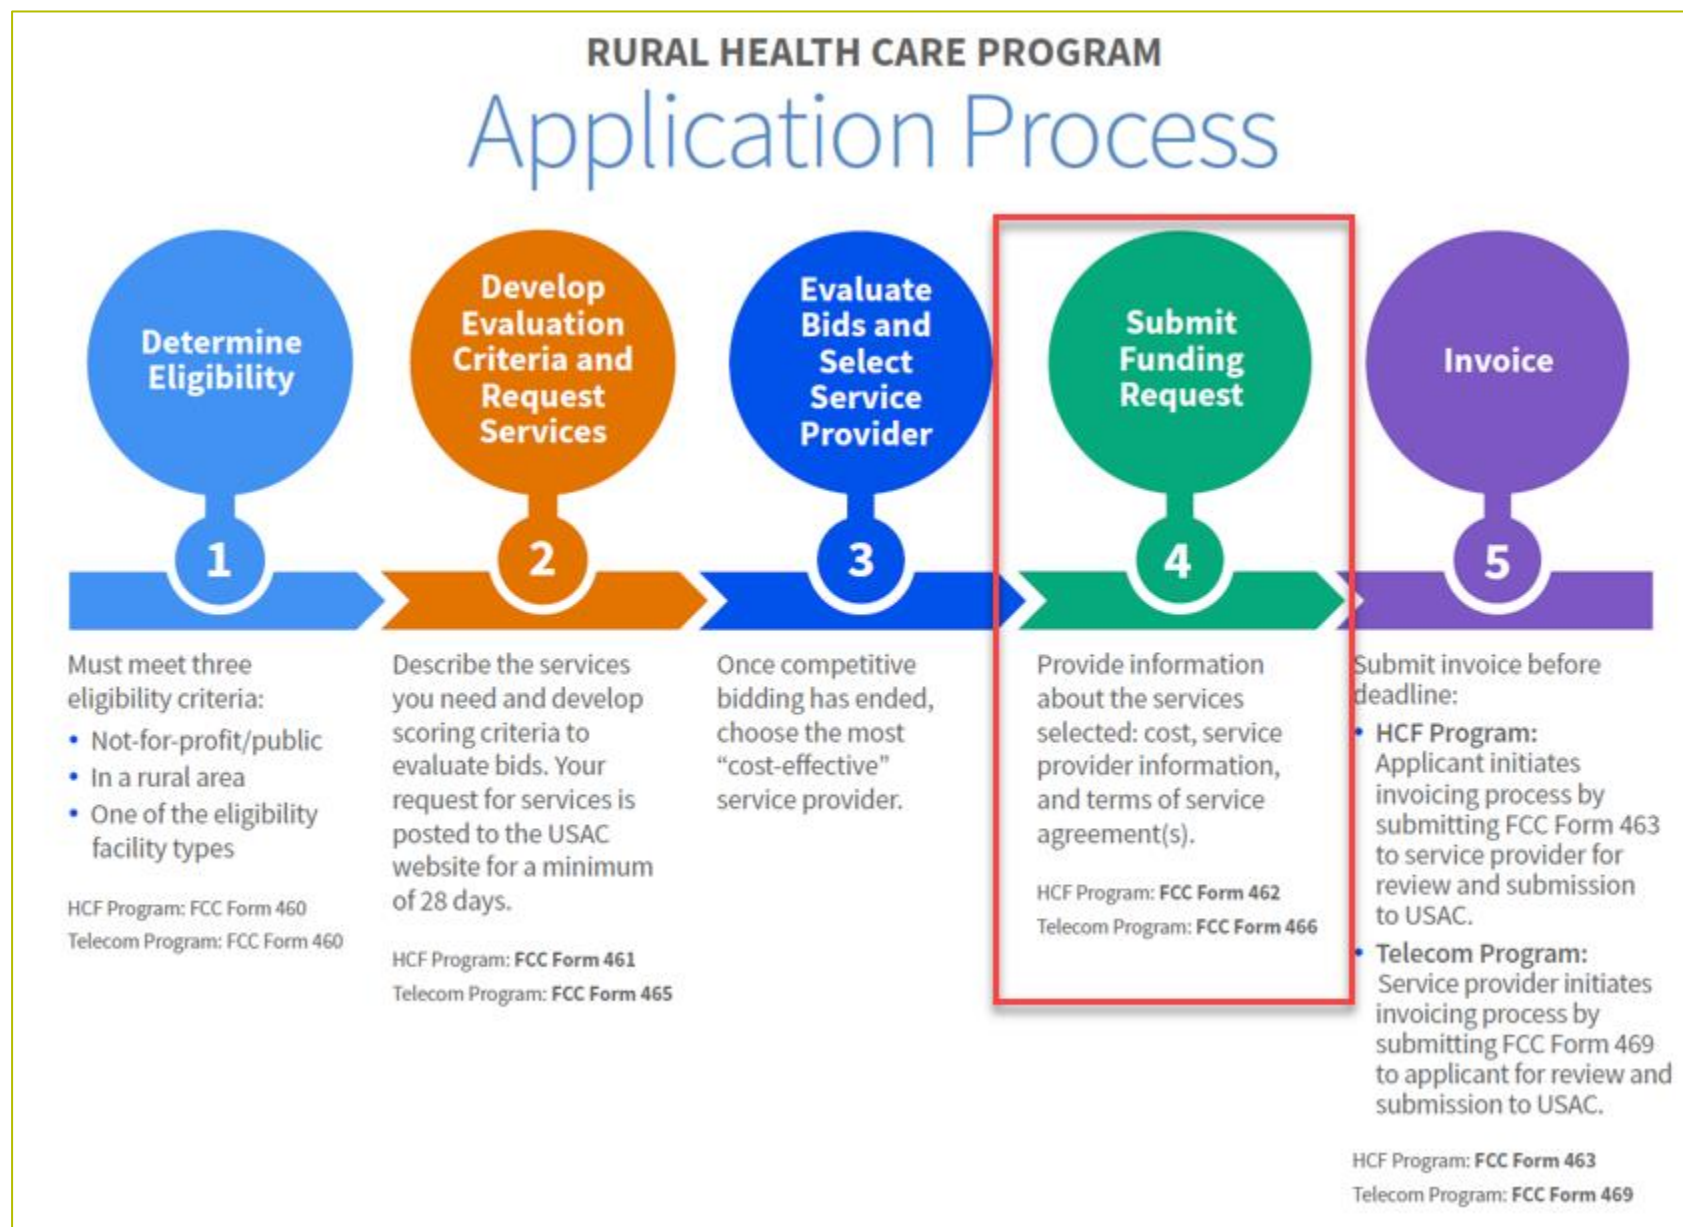 RURAL HEALTH CARE PROGRAM
Application Process
Determine
Eligibility
1
Must meet three
eligibility criteria:
• Not-for-profit/public
• In a rural area
• One of the eligibility
facility types
HCF Program: FCC Form 460
Telecom Program: FCC Form 460
Develop
Evaluation
Criteria and
Request
Services
2
Describe the services
you need and develop
scoring criteria to
evaluate bids. Your
request for services is
posted to the USAC
website for a minimum
of 28 days.
HCF Program: FCC Form 461
Telecom Program: FCC Form 465
Evaluate
Bids and
Select
Service
Provider
3
Once competitive
bidding has ended,
choose the most
“cost-effective”
service provider.
Submit
Funding
Request
4
Provide information
about the services
selected: cost, service
provider information,
and terms of service
agreement(s).
HCF Program: FCC Form 462
Telecom Program: FCC Form 466
Invoice
5
Submit invoice before
deadline:
• HCF Program:
Applicant initiates
invoicing process by
submitting FCC Form 463
to service provider for
review and submission
to USAC.
• Telecom Program:
Service provider initiates
invoicing process by
submitting FCC Form 469
to applicant for review and
submission to USAC.
HCF Program: FCC Form 463
Telecom Program: FCC Form 469